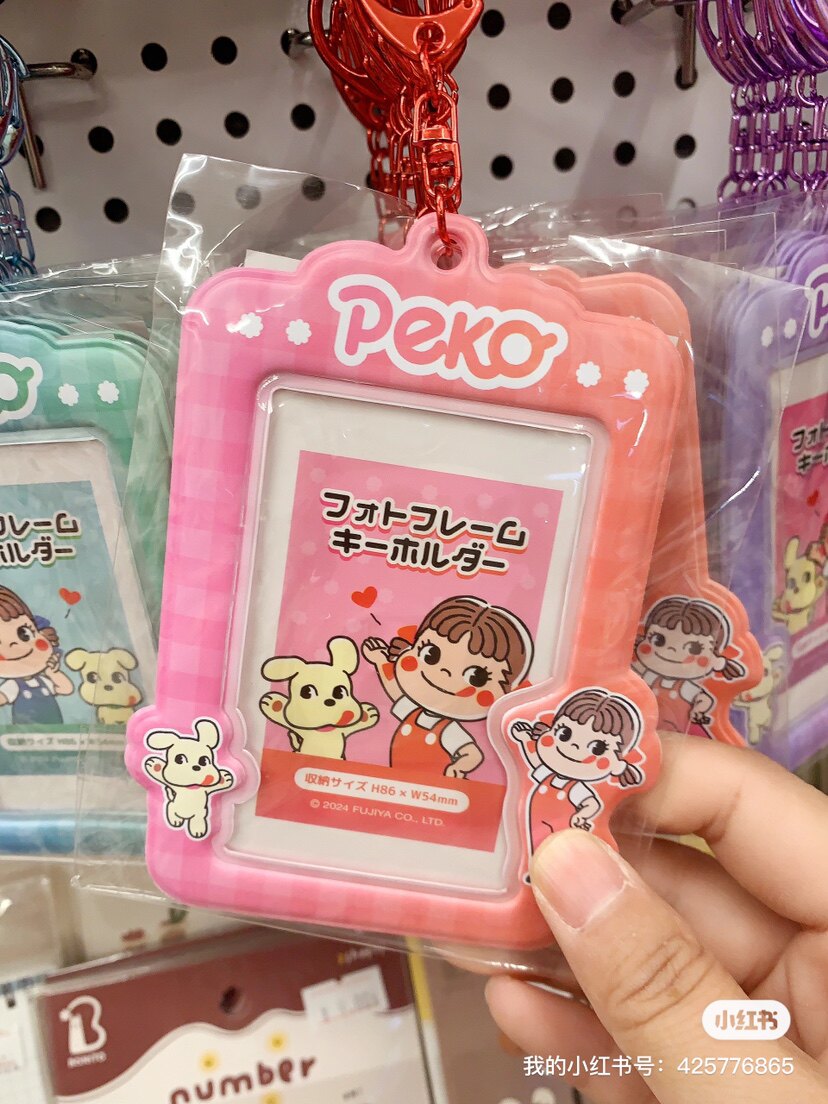 Peko
フォトフレーム
キーホルダー
収納サイズ H86 × W54mm
© 2024 FUJIYA CO., LTD.
BONITO
number
小红书
我的小红书号：425776865